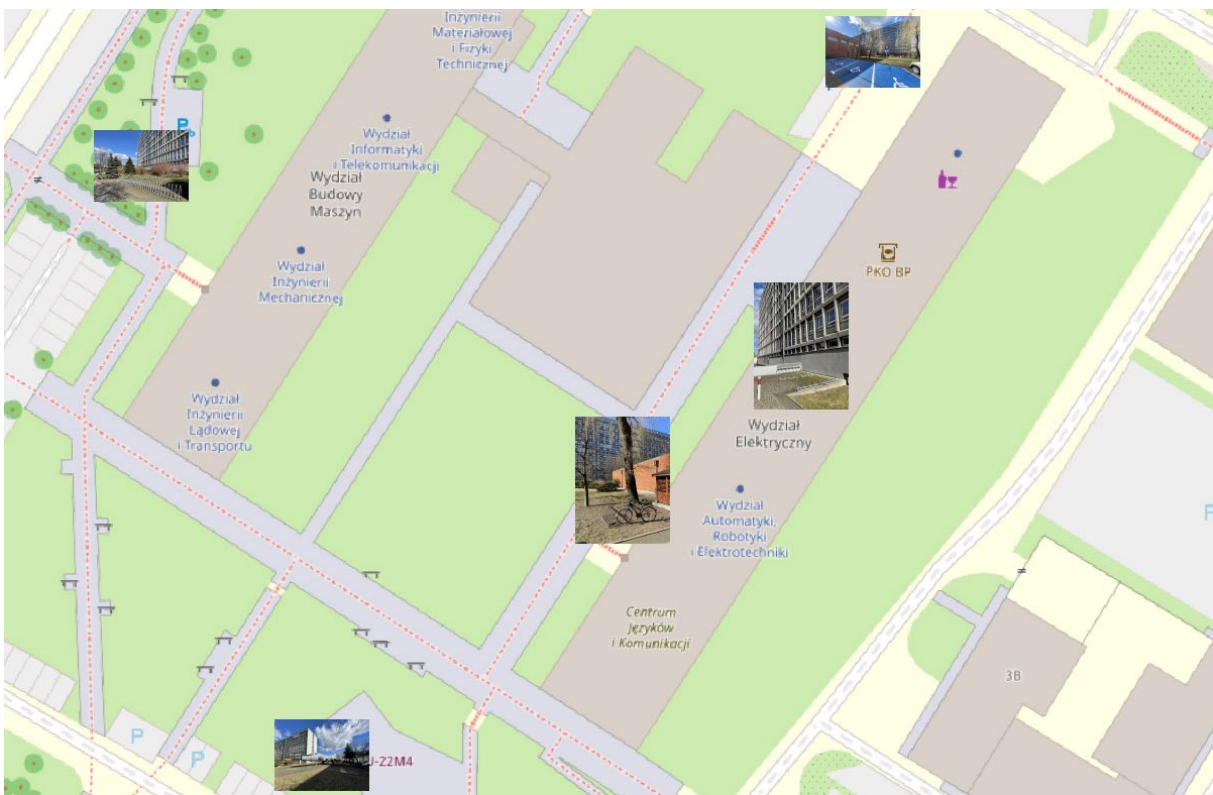 Inżynierii
Materiałowej
i Fizyki
Technicznej
Wydział
Informatyki
i Telekomunikacji
Wydział
Budowy
Maszyn
Wydział
Inżynierii
Mechanicznej
PKO BP
Wydział
Inżynierii
Lądowej
i Transportu
Wydział
Elektryczny
Wydział
Automatyki,
Robotyki
i Elektrotechniki
Centrum
Języków
i Komunikacji
3B
P
P
P
P
J-Z2M4